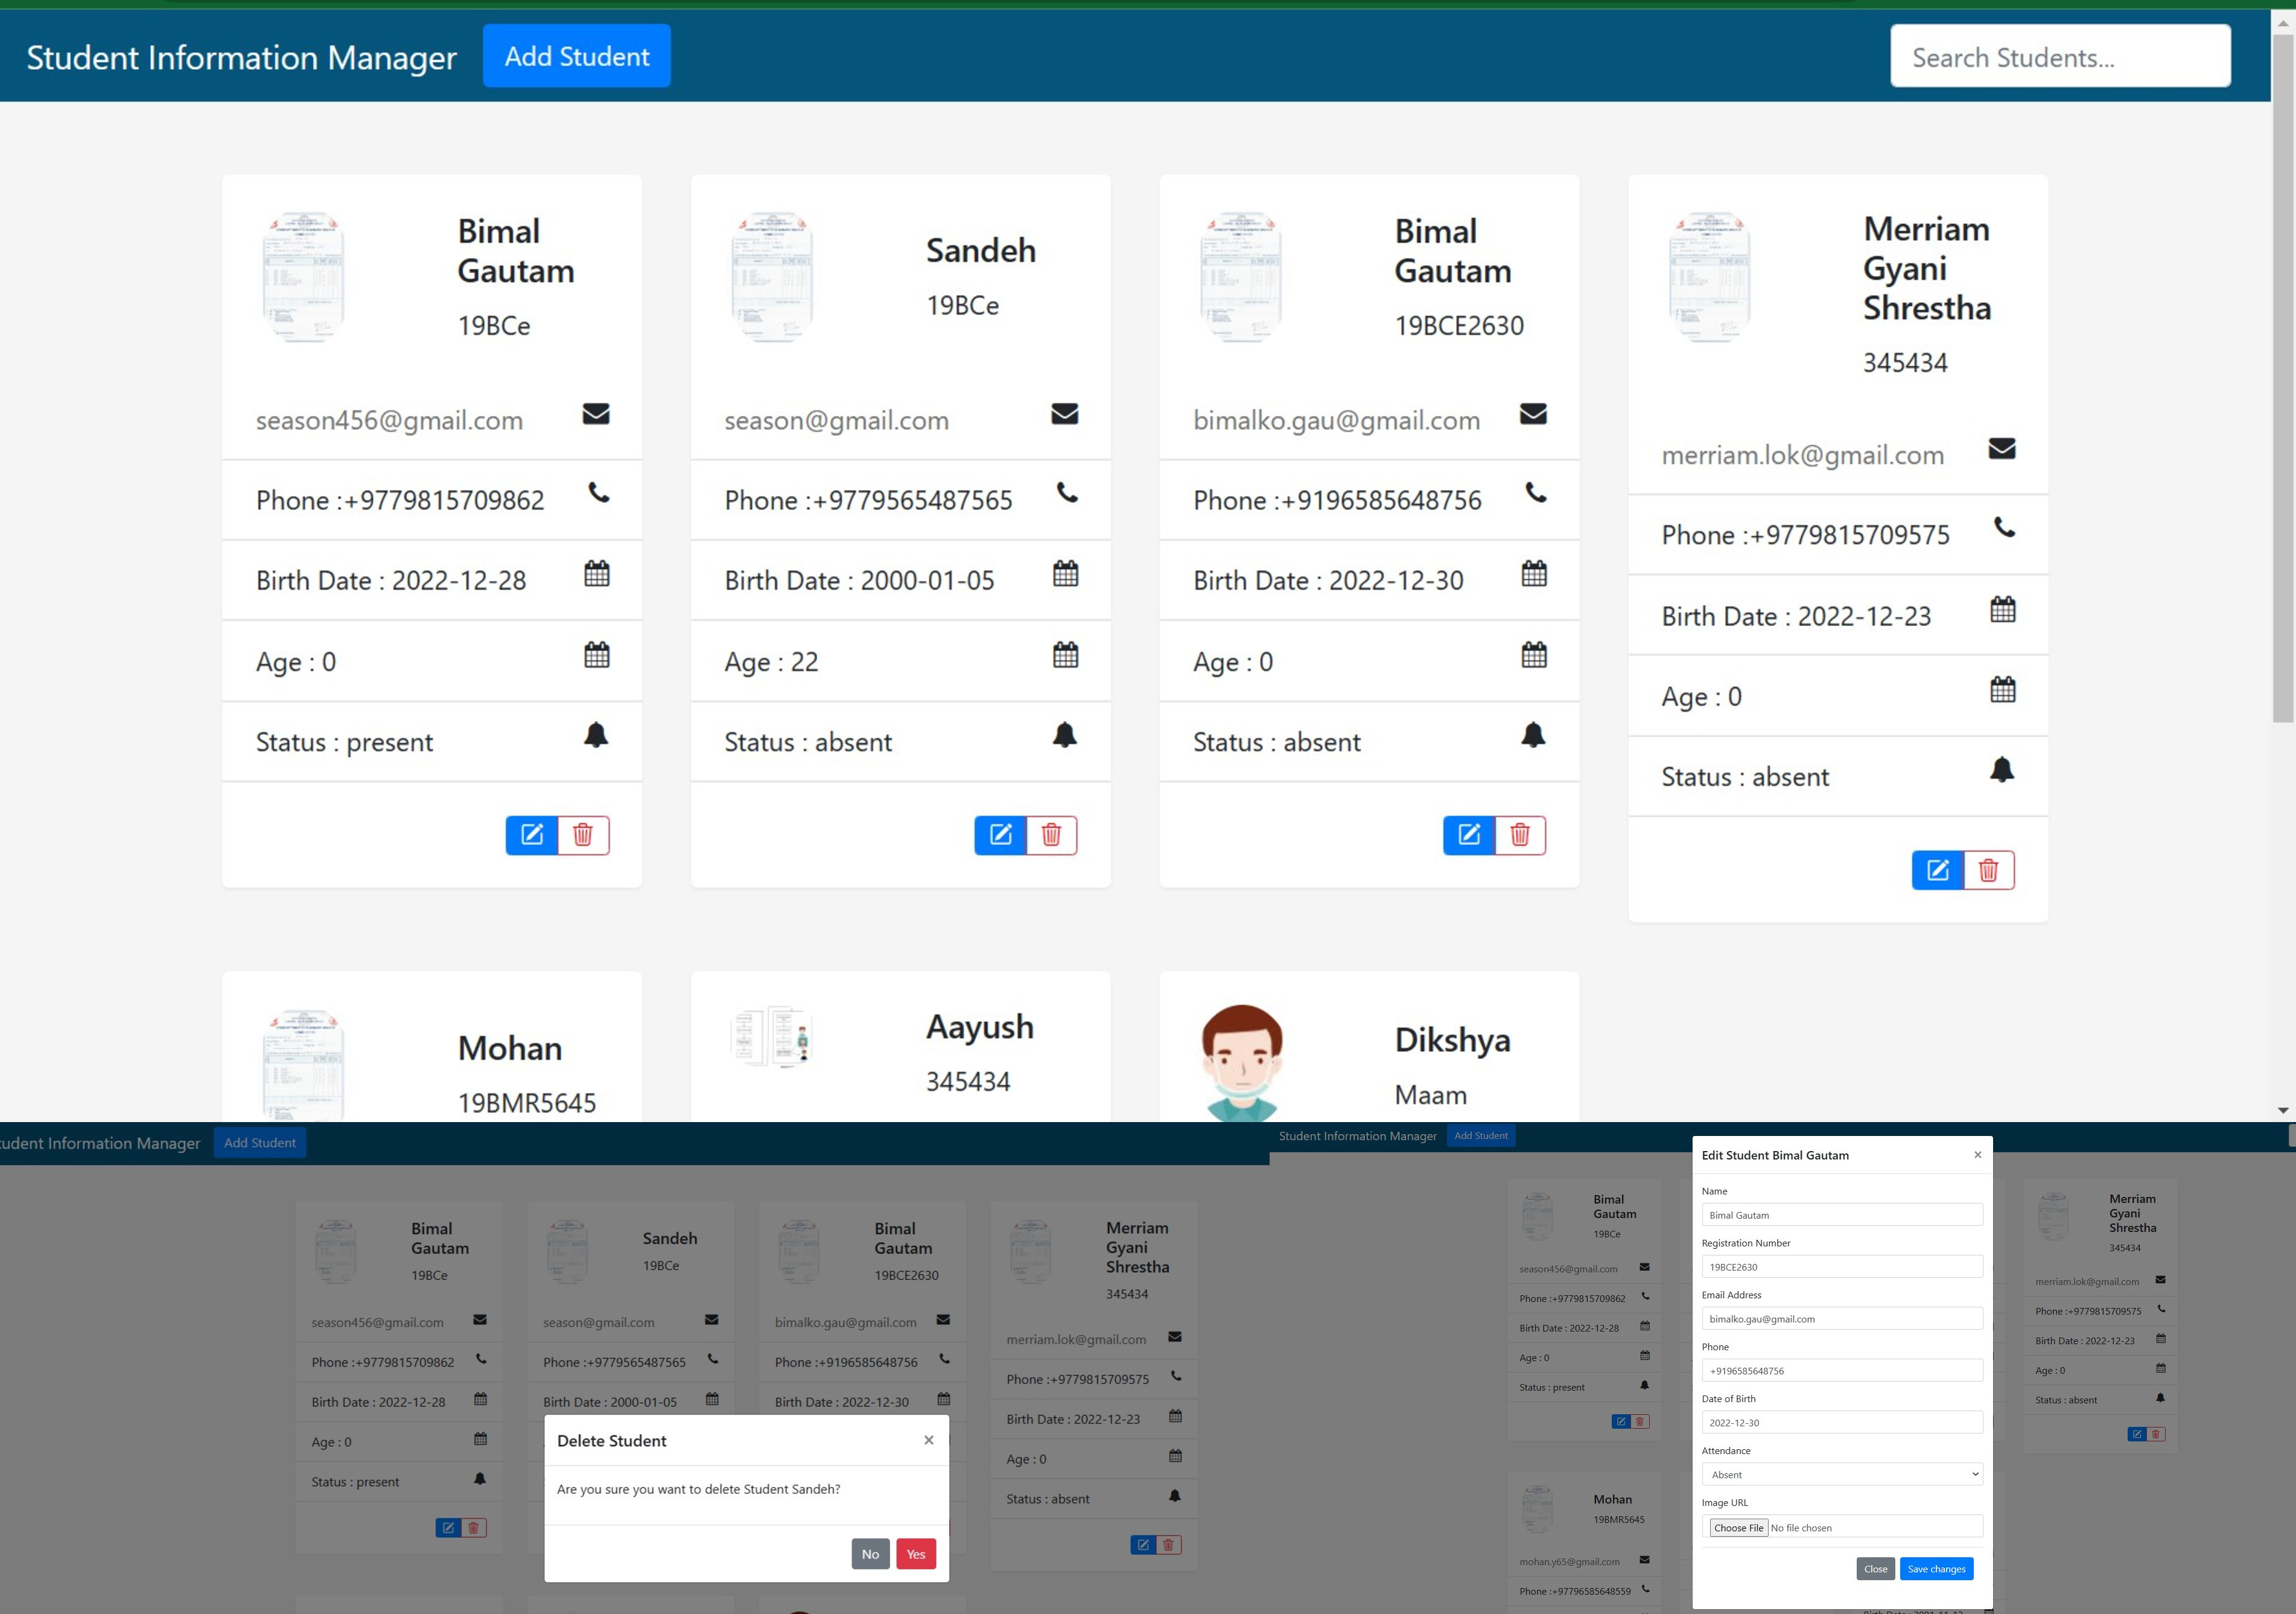 Student Information Manager
Add Student
Search Students...
Bimal
Gautam
19BCe
season456@gmail.com
Phone :+9779815709862
Birth Date : 2022-12-28
Age : 0
Status : present
Sandeh
19BCe
season@gmail.com
Phone :+9779565487565
Birth Date : 2000-01-05
Age : 22
Status : absent
Bimal
Gautam
19BCE2630
bimalko.gau@gmail.com
Phone :+9196585648756
Birth Date : 2022-12-30
Age : 0
Status : absent
Merriam
Gyani
Shrestha
345434
merriam.lok@gmail.com
Phone :+9779815709575
Birth Date : 2022-12-23
Age : 0
Status : absent
Mohan
19BMR5645
Aayush
345434
Dikshya
Maam
tudent Information Manager
Add Student
Bimal
Gautam
19BCe
season456@gmail.com
Phone :+9779815709862
Birth Date : 2022-12-28
Age : 0
Status : present
Sandeh
19BCe
season@gmail.com
Phone :+9779565487565
Birth Date : 2000-01-05
Bimal
Gautam
19BCE2630
bimalko.gau@gmail.com
Phone :+9196585648756
Birth Date : 2022-12-30
Merriam
Gyani
Shrestha
345434
merriam.lok@gmail.com
Phone :+9779815709575
Birth Date : 2022-12-23
Age : 0
Status : absent
Delete Student
×
Are you sure you want to delete Student Sandeh?
No
Yes
Student Information Manager
Add Student
Bimal
Gautam
19BCe
season456@gmail.com
Phone :+9779815709862
Birth Date : 2022-12-28
Age : 0
Status : present
Mohan
19BMR5645
mohan.y65@gmail.com
Phone :+97796585648559
Edit Student Bimal Gautam
×
Name
Bimal Gautam
Registration Number
19BCE2630
Email Address
bimalko.gau@gmail.com
Phone
+9196585648756
Date of Birth
2022-12-30
Attendance
Absent
Image URL
Choose File No file chosen
Close
Save changes
Merriam
Gyani
Shrestha
345434
merriam.lok@gmail.com
Phone :+9779815709575
Birth Date : 2022-12-23
Age : 0
Status : absent